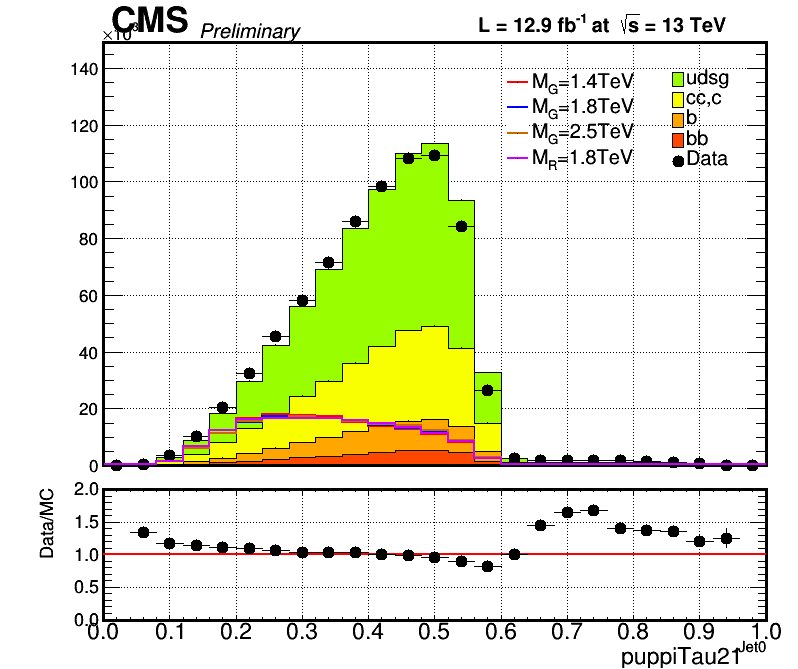 CMS Preliminary L = 12.9 fb⁻¹ at √s = 13 TeV
×10³
140
120
100
80
60
40
20
0
M_G=1.4TeV
M_G=1.8TeV
M_G=2.5TeV
M_R=1.8TeV
udsg
cc,c
b
bb
Data
Data/MC
2.0
1.5
1.0
0.5
0.0
0.0 0.1 0.2 0.3 0.4 0.5 0.6 0.7 0.8 0.9 1.0
puppiTau21^Jet0